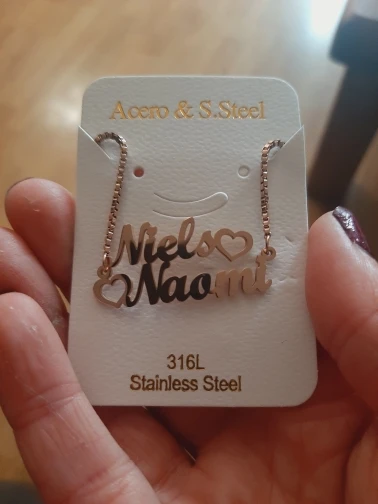 Acero & S.Steel
Niels
Naomi
316L
Stainless Steel